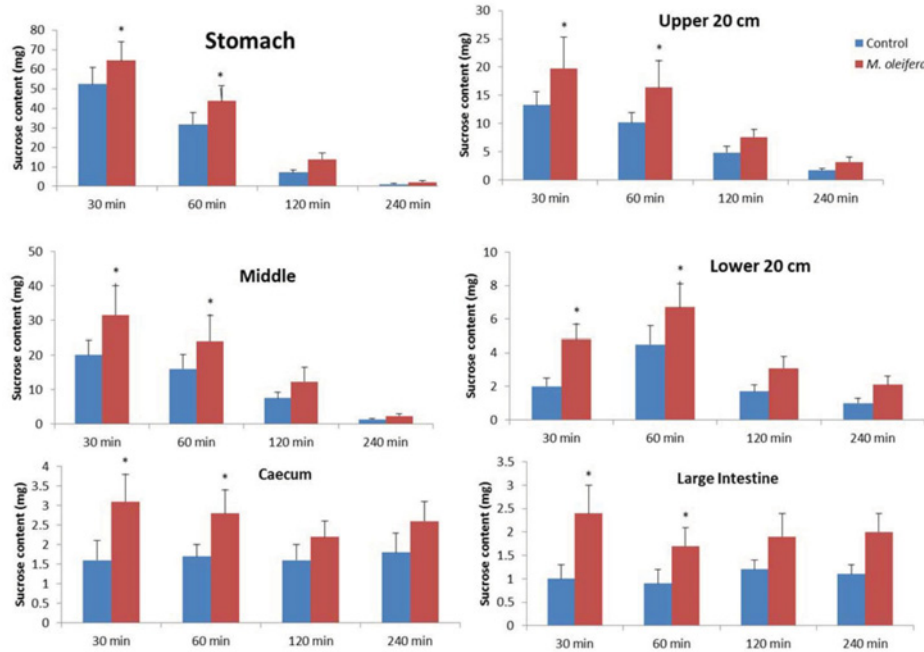 Stomach
Sucrose content (mg)
80
70
60
50
40
30
20
10
0
*
*
30 min 60 min 120 min 240 min
Upper 20 cm
Sucrose content (mg)
30
25
20
15
10
5
0
*
*
30 min 60 min 120 min 240 min
Control
M. oleifera
Middle
Sucrose content (mg)
50
40
30
20
10
0
*
*
30 min 60 min 120 min 240 min
Lower 20 cm
Sucrose content (mg)
10
8
6
4
2
0
*
*
30 min 60 min 120 min 240 min
Caecum
Sucrose content (mg)
4
3.5
3
2.5
2
1.5
1
0.5
0
*
*
30 min 60 min 120 min 240 min
Large Intestine
Sucrose content (mg)
3.5
3
2.5
2
1.5
1
0.5
0
*
*
30 min 60 min 120 min 240 min